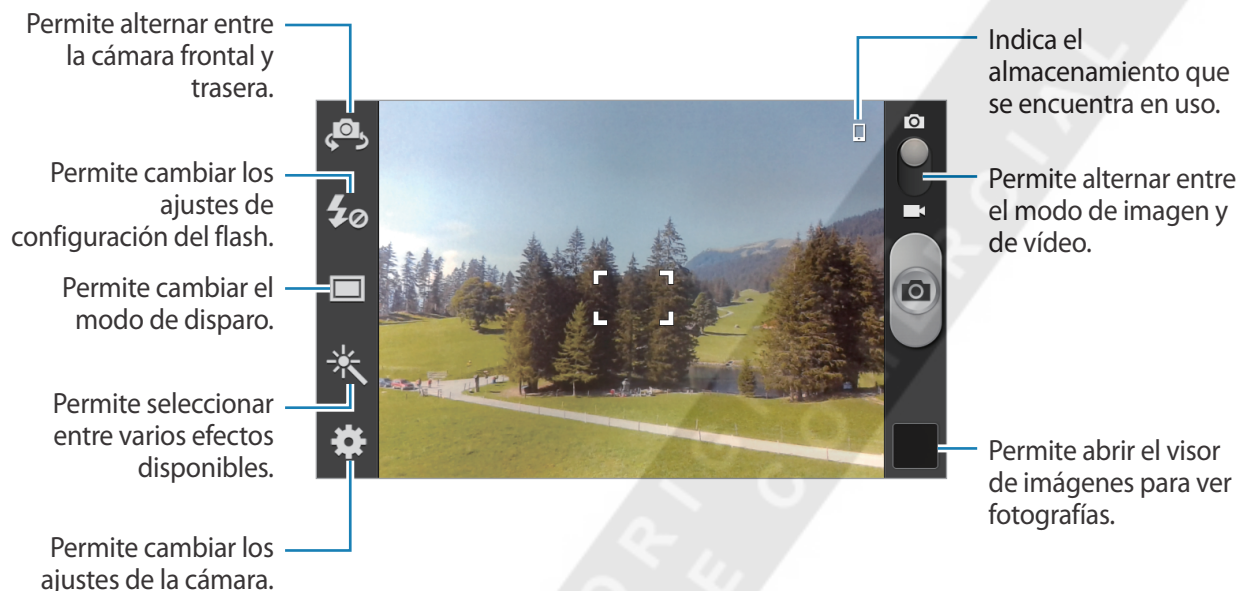 Permite alternar entre
la cámara frontal y
trasera.
Permite cambiar los
ajustes de
configuración del flash.
Permite cambiar el
modo de disparo.
Permite seleccionar
entre varios efectos
disponibles.
Permite cambiar los
ajustes de la cámara.
Indica el
almacenamiento que
se encuentra en uso.
Permite alternar entre
el modo de imagen y
de vídeo.
Permite abrir el visor
de imágenes para ver
fotografías.